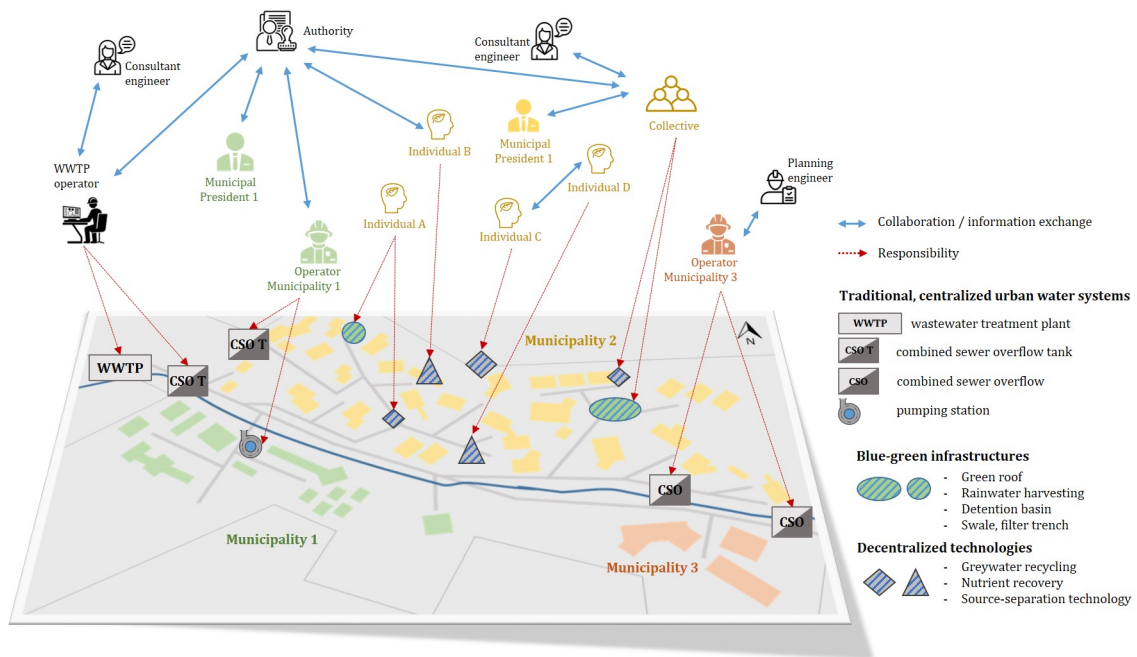 Authority
Consultant
engineer
Consultant
engineer
Collective
WWTP
operator
Municipal
President 1
Individual B
Municipal
President 1
Individual D
Planning
engineer
Individual A
Individual C
Operator
Municipality 1
Operator
Municipality 3
Collaboration / information exchange
Responsibility
Traditional, centralized urban water systems
WWTP wastewater treatment plant
CSO T combined sewer overflow tank
CSO combined sewer overflow
pumping station
Blue-green infrastructures
- Green roof
- Rainwater harvesting
- Detention basin
- Swale, filter trench
Decentralized technologies
- Greywater recycling
- Nutrient recovery
- Source-separation technology
Municipality 2
N
CSO T
WWTP
CSO T
CSO
CSO
Municipality 1
Municipality 3